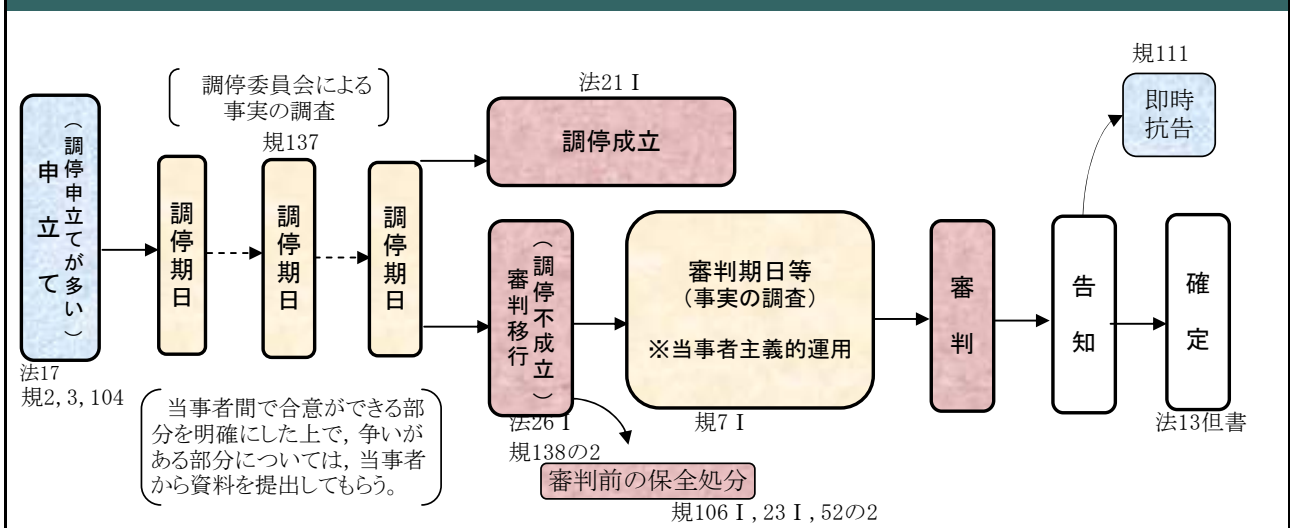 申立て
（調停申立てが多い）
法17
規2, 3, 104
調停委員会による
事実の調査
規137
調停期日
調停期日
調停期日
当事者間で合意ができる部
分を明確にした上で，争いが
ある部分については，当事者
から資料を提出してもらう。
法21Ⅰ
調停成立
（調停不成立）
審判移行
法26Ⅰ
規138の2
審判前の保全処分
規106Ⅰ, 23Ⅰ, 52の2
審判期日等
（事実の調査）
※当事者主義的運用
規7Ⅰ
審判
告知
規111
即時
抗告
確定
法13但書